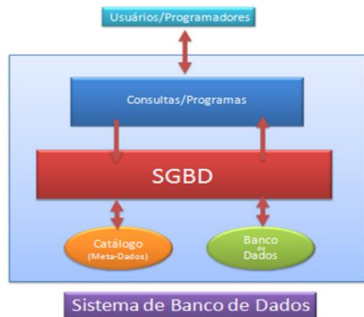 Usuários/Programadores
Consultas/Programas
SGBD
Catálogo
(Meta-Dados)
Banco
de
Dados
Sistema de Banco de Dados